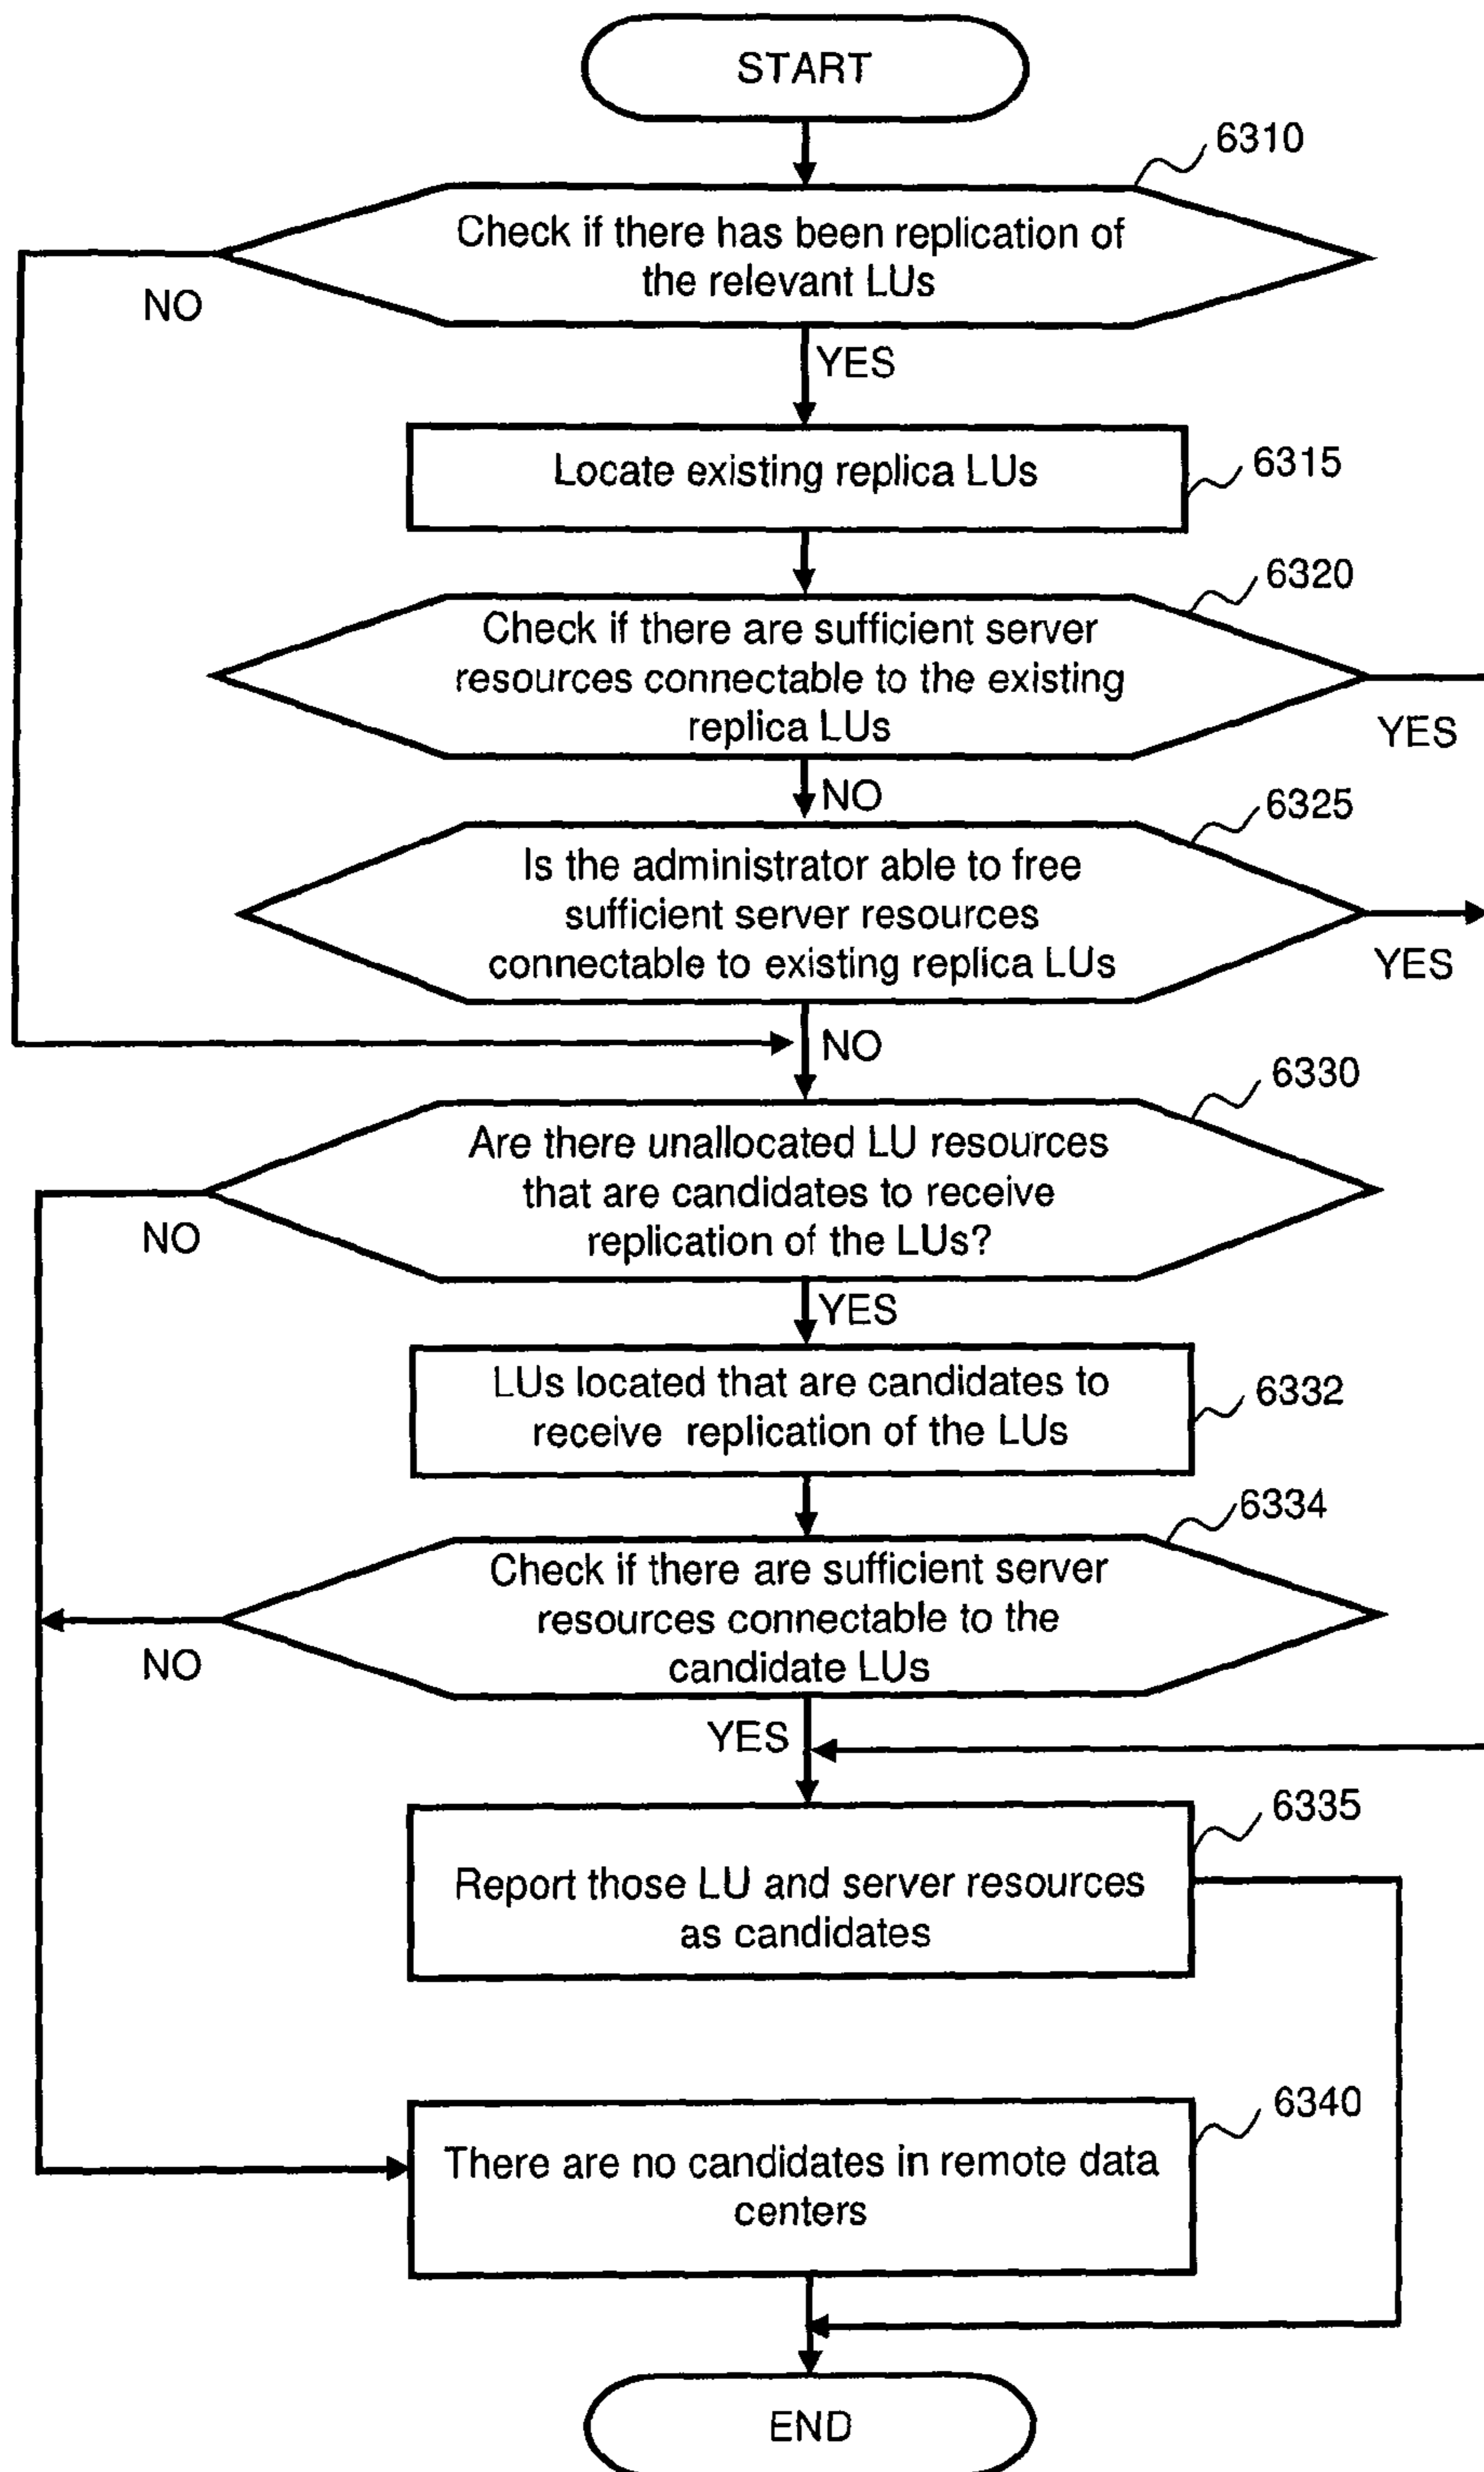 START
6310
Check if there has been replication of
the relevant LUs
NO
YES
Locate existing replica LUs
6315
6320
Check if there are sufficient server
resources connectable to the existing
replica LUs
YES
NO
6325
Is the administrator able to free
sufficient server resources
connectable to existing replica LUs
YES
NO
6330
Are there unallocated LU resources
that are candidates to receive
replication of the LUs?
NO
YES
LUs located that are candidates to
receive replication of the LUs
6332
6334
Check if there are sufficient server
resources connectable to the
candidate LUs
NO
YES
6335
Report those LU and server resources
as candidates
6340
There are no candidates in remote data
centers
END